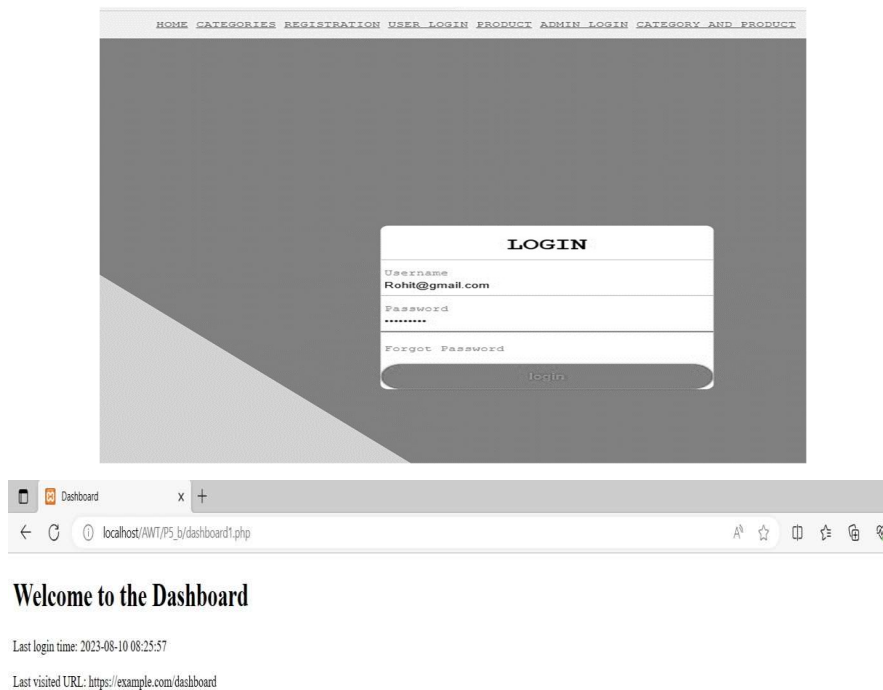 HOME CATEGORIES REGISTRATION USER LOGIN PRODUCT ADMIN LOGIN CATEGORY AND PRODUCT
LOGIN
Username
Rohit@gmail.com
Password
Forgot Password
login
Dashboard
localhost/AWT/P5_b/dashboard1.php
Welcome to the Dashboard
Last login time: 2023-08-10 08:25:57
Last visited URL: https://example.com/dashboard